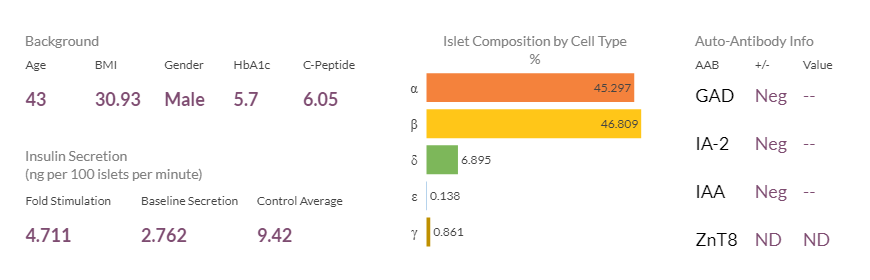 Background
Age BMI Gender HbA1c C-Peptide
43 30.93 Male 5.7 6.05
Insulin Secretion
(ng per 100 islets per minute)
Fold Stimulation Baseline Secretion Control Average
4.711 2.762 9.42
Islet Composition by Cell Type
%
α 45.297
β 46.809
δ 6.895
ε 0.138
γ 0.861
Auto-Antibody Info
AAB +/- Value
GAD Neg --
IA-2 Neg --
IAA Neg --
ZnT8 ND ND